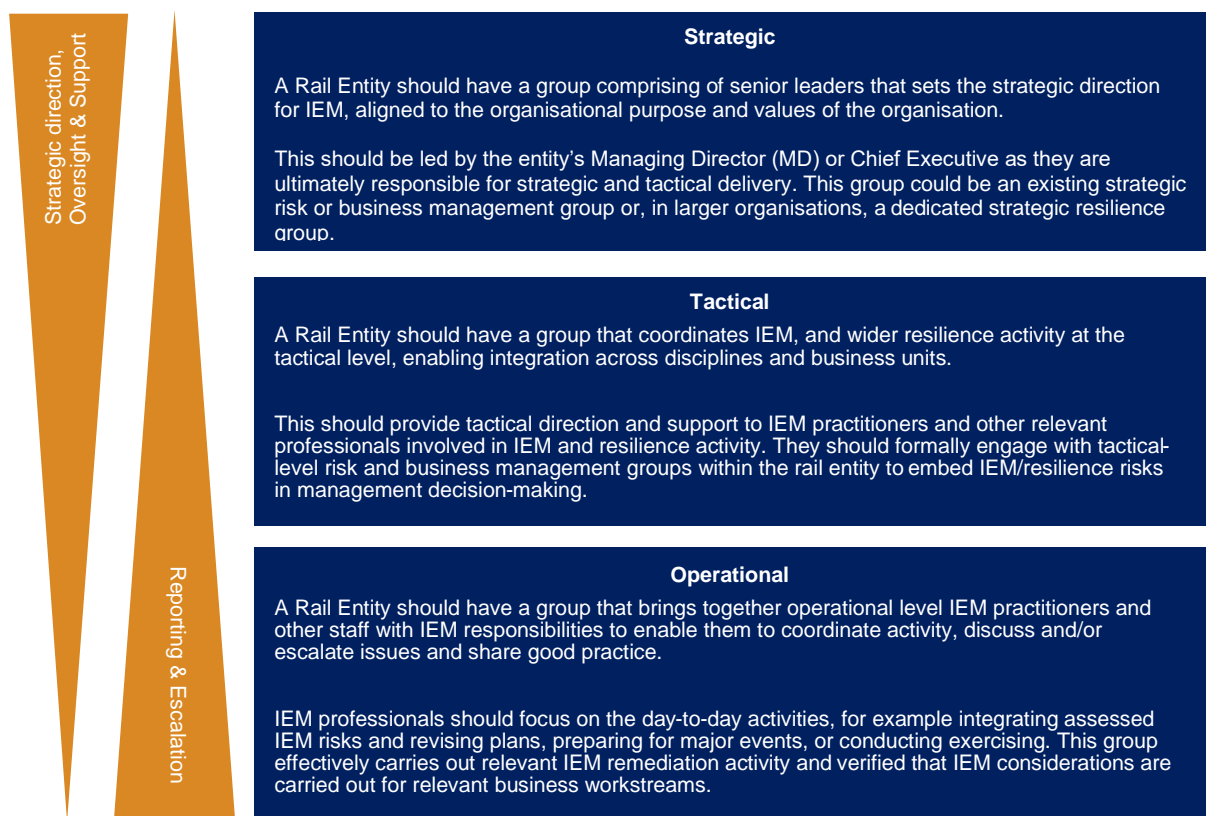 Strategic direction,
Oversight & Support
Reporting & Escalation
Strategic
A Rail Entity should have a group comprising of senior leaders that sets the strategic direction
for IEM, aligned to the organisational purpose and values of the organisation.
This should be led by the entity's Managing Director (MD) or Chief Executive as they are
ultimately responsible for strategic and tactical delivery. This group could be an existing strategic
risk or business management group or, in larger organisations, a dedicated strategic resilience
group.
Tactical
A Rail Entity should have a group that coordinates IEM, and wider resilience activity at the
tactical level, enabling integration across disciplines and business units.
This should provide tactical direction and support to IEM practitioners and other relevant
professionals involved in IEM and resilience activity. They should formally engage with tactical-
level risk and business management groups within the rail entity to embed IEM/resilience risks
in management decision-making.
Operational
A Rail Entity should have a group that brings together operational level IEM practitioners and
other staff with IEM responsibilities to enable them to coordinate activity, discuss and/or
escalate issues and share good practice.
IEM professionals should focus on the day-to-day activities, for example integrating assessed
IEM risks and revising plans, preparing for major events, or conducting exercising. This group
effectively carries out relevant IEM remediation activity and verified that IEM considerations are
carried out for relevant business workstreams.